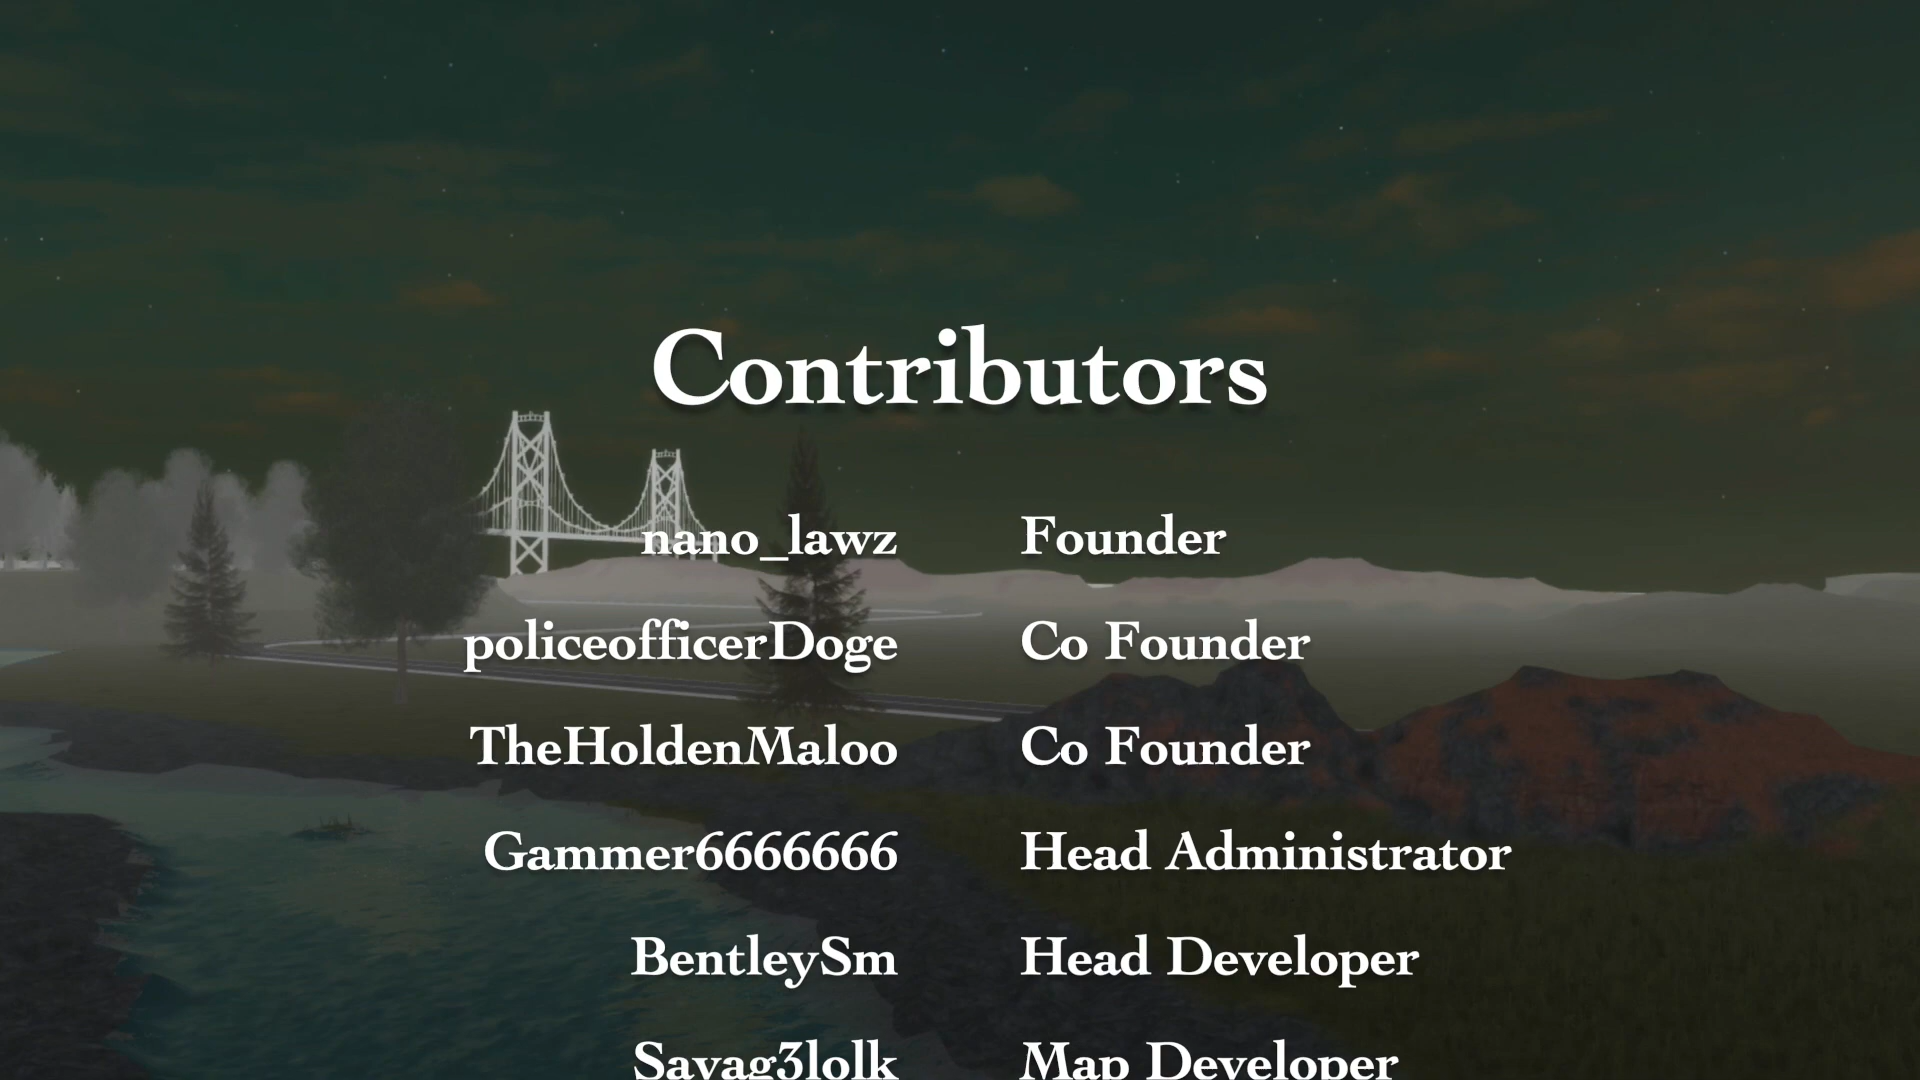 Contributors
nano_lawz Founder
policeofficerDoge Co Founder
TheHoldenMaloo Co Founder
Gammer6666666 Head Administrator
BentleySm Head Developer
Savag3lolk Map Developer